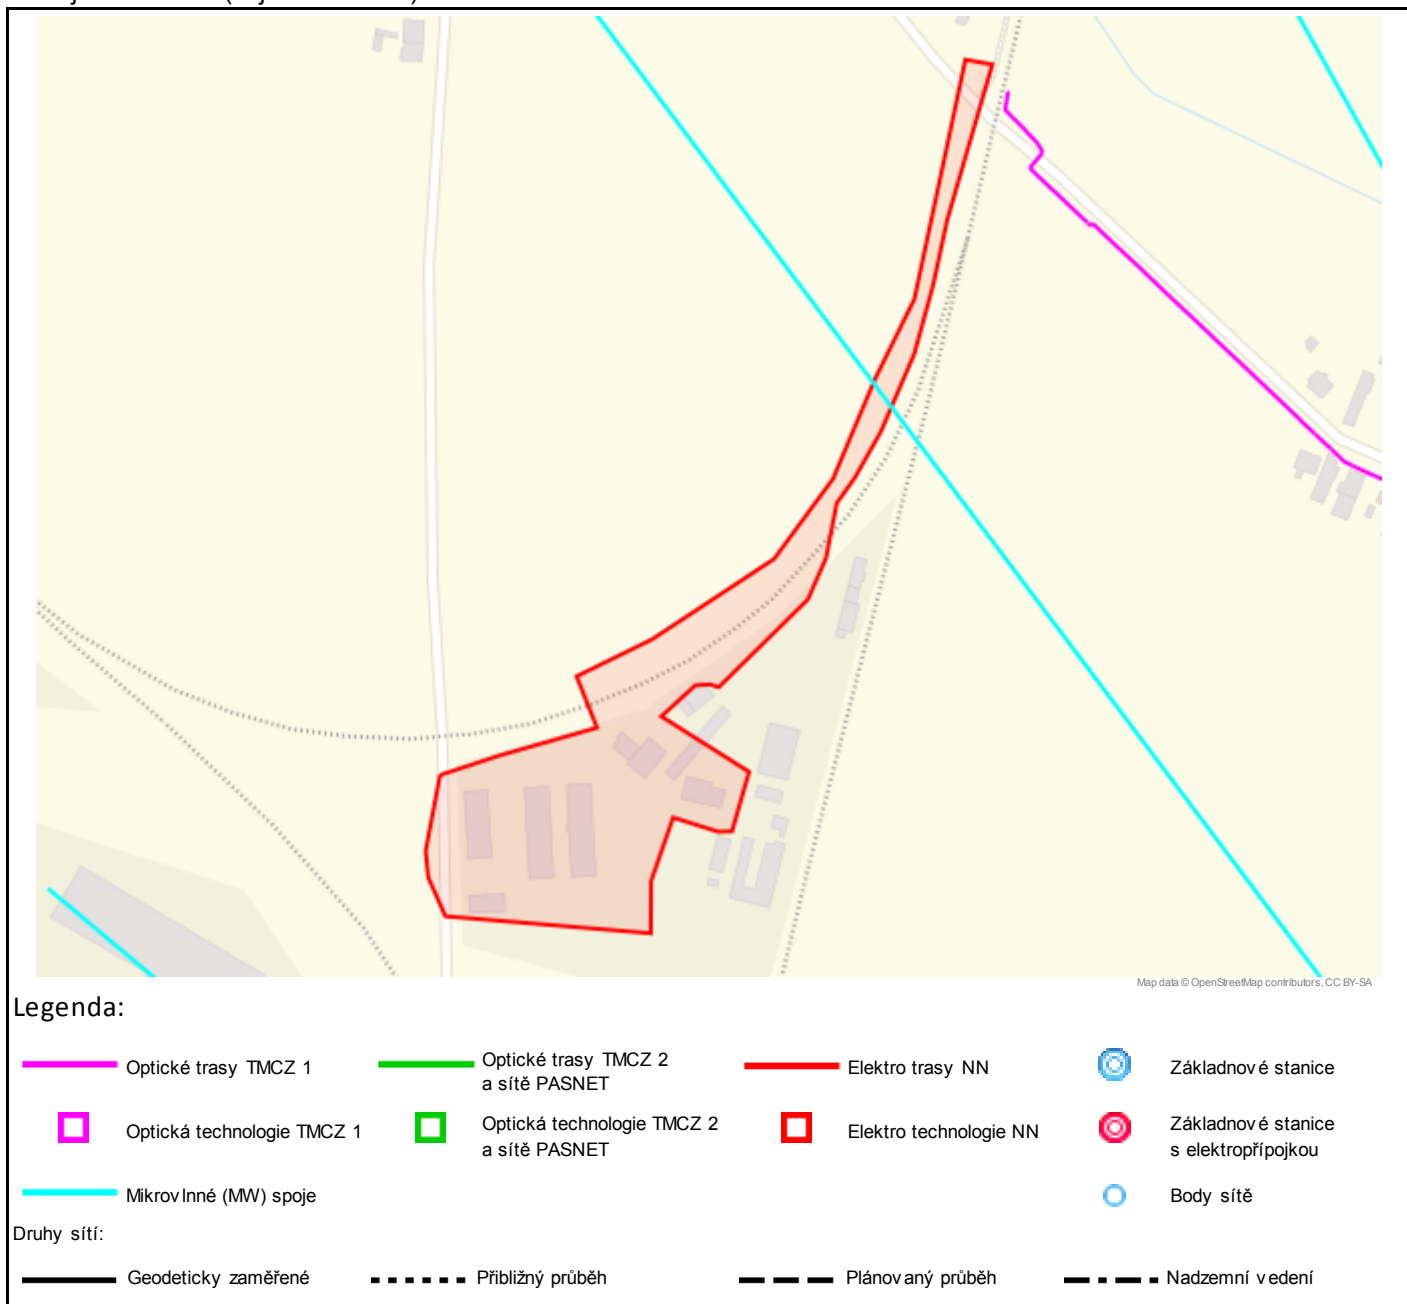 Map data © OpenStreetMap contributors, CC BY-SA
Legenda:
Optické trasy TMCZ 1
Optické trasy TMCZ 2
a sítě PASNET
Elektro trasy NN
Základnové stanice
Optická technologie TMCZ 1
Optická technologie TMCZ 2
a sítě PASNET
Elektro technologie NN
Základnové stanice
s elektropřípojkou
Mikrovlnné (MW) spoje
Body sítě
Druhy sítí:
Geodeticky zaměřené
Přibližný průběh
Plánovaný průběh
Nadzemní vedení